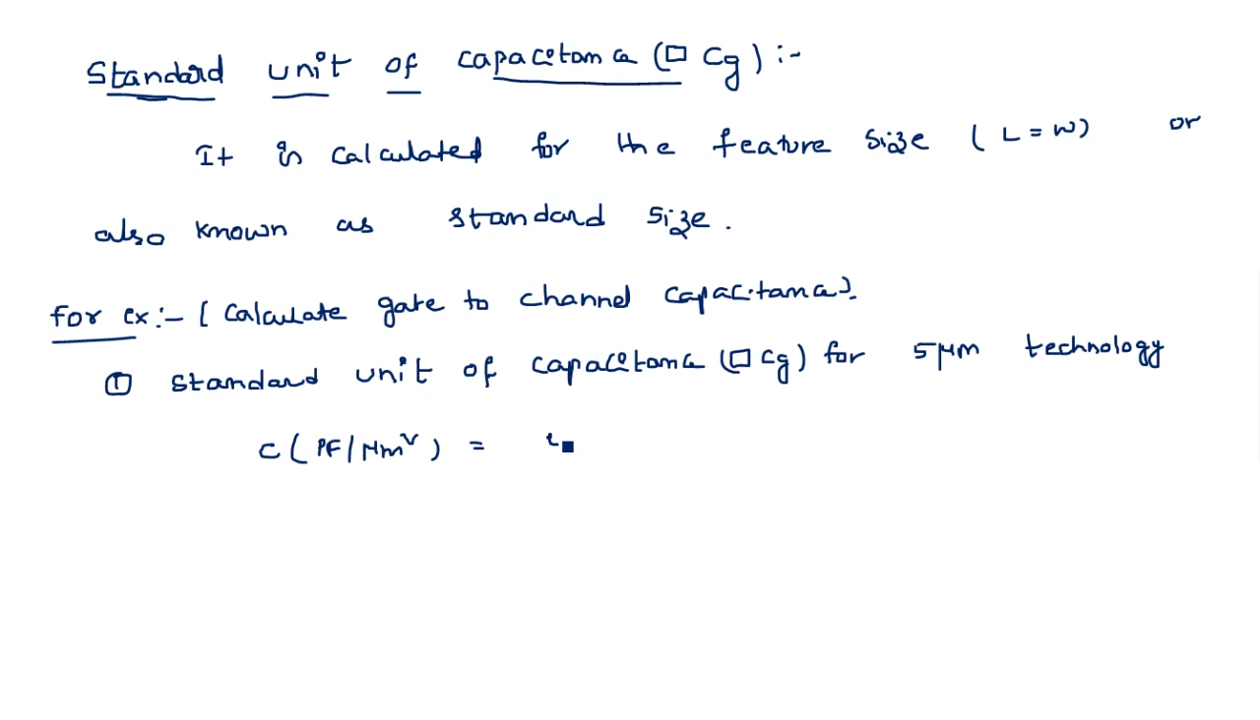 Standard unit of capacitance (□ Cg) :-
It is calculated for the feature size ( L = W) or
also known as standard size.
for ex:- [ Calculate gate to channel capacitance].
① Standard unit of capacitance (□ Cg) for 5μm technology
C ( PF/μm² ) = 4